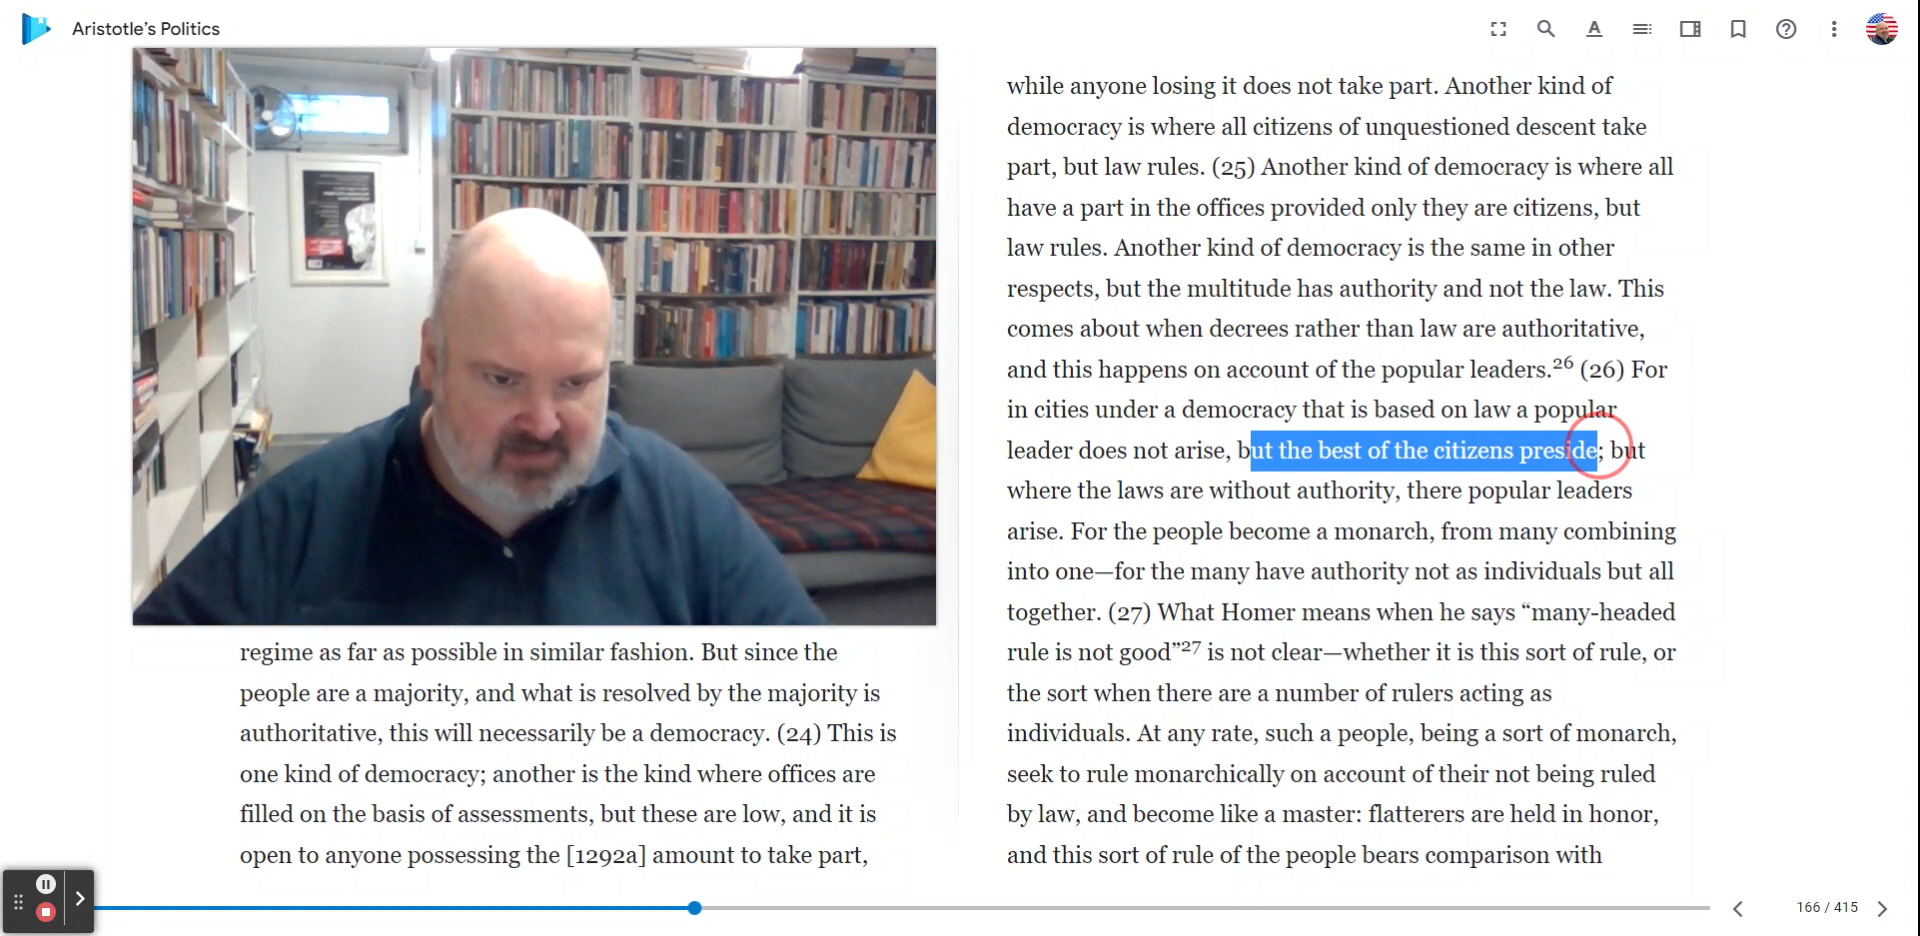 Aristotle's Politics
regime as far as possible in similar fashion. But since the
people are a majority, and what is resolved by the majority is
authoritative, this will necessarily be a democracy. (24) This is
one kind of democracy; another is the kind where offices are
filled on the basis of assessments, but these are low, and it is
open to anyone possessing the [1292a] amount to take part,
while anyone losing it does not take part. Another kind of
democracy is where all citizens of unquestioned descent take
part, but law rules. (25) Another kind of democracy is where all
have a part in the offices provided only they are citizens, but
law rules. Another kind of democracy is the same in other
respects, but the multitude has authority and not the law. This
comes about when decrees rather than law are authoritative,
and this happens on account of the popular leaders.26 (26) For
in cities under a democracy that is based on law a popular
leader does not arise, but the best of the citizens preside; but
where the laws are without authority, there popular leaders
arise. For the people become a monarch, from many combining
into one—for the many have authority not as individuals but all
together. (27) What Homer means when he says “many-headed
rule is not good”27 is not clear—whether it is this sort of rule, or
the sort when there are a number of rulers acting as
individuals. At any rate, such a people, being a sort of monarch,
seek to rule monarchically on account of their not being ruled
by law, and become like a master: flatterers are held in honor,
and this sort of rule of the people bears comparison with
166 / 415